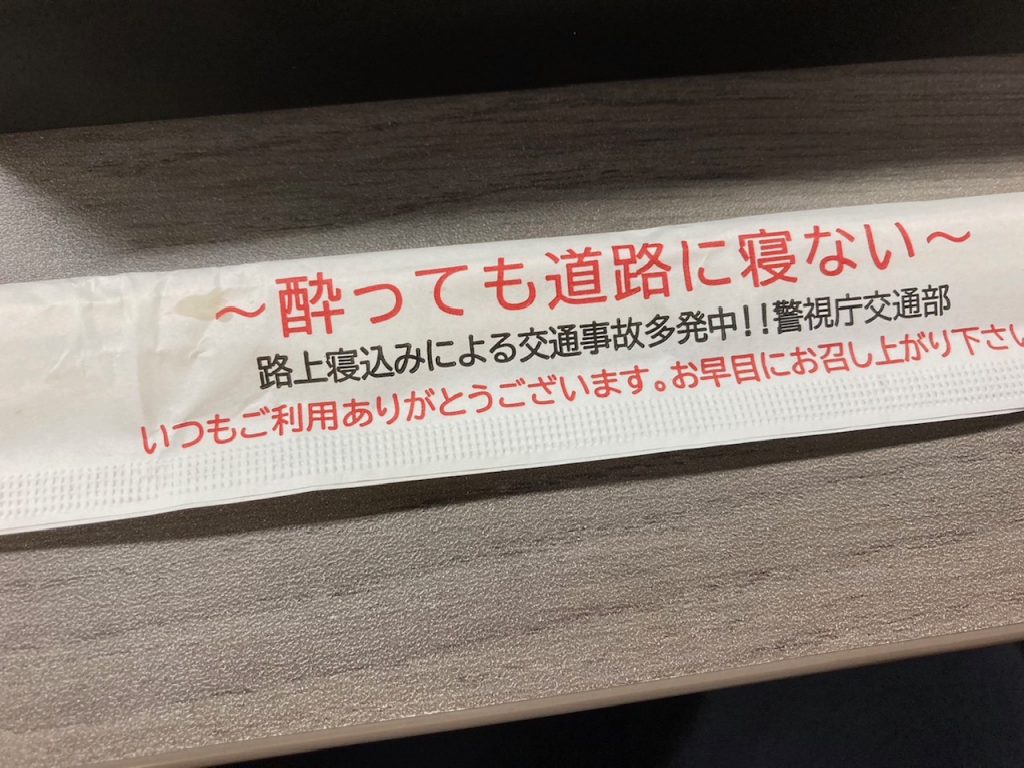 ～酔っても道路に寝ない～
路上寝込みによる交通事故多発中!!警視庁交通部
いつもご利用ありがとうございます。お早目にお召し上がり下さい